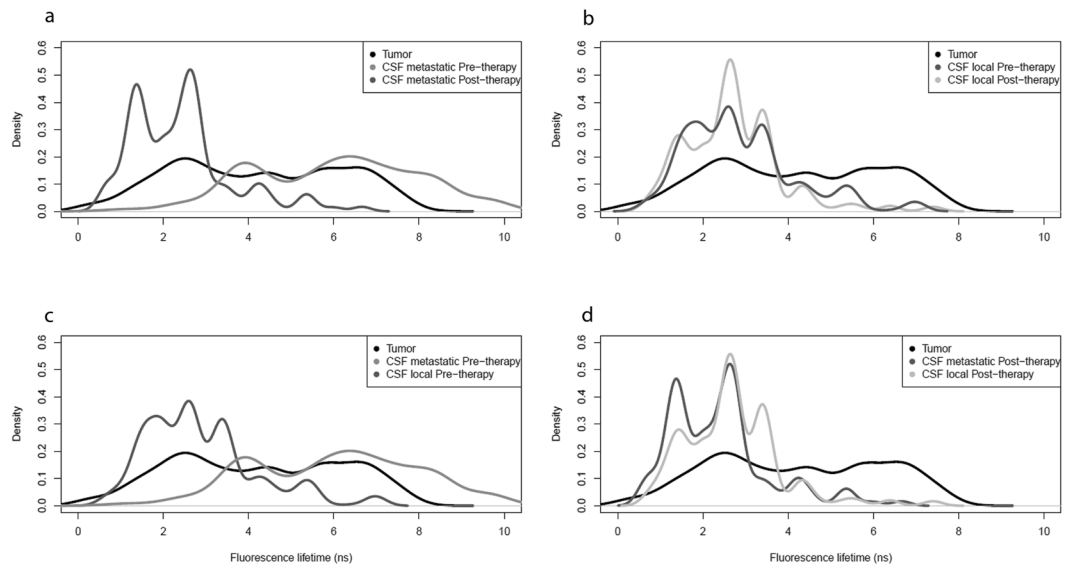 a
Density
0.0 0.1 0.2 0.3 0.4 0.5 0.6
Tumor
CSF metastatic Pre−therapy
CSF metastatic Post−therapy
0 2 4 6 8 10
b
Density
0.0 0.1 0.2 0.3 0.4 0.5 0.6
Tumor
CSF local Pre−therapy
CSF local Post−therapy
0 2 4 6 8 10
c
Density
0.0 0.1 0.2 0.3 0.4 0.5 0.6
Tumor
CSF metastatic Pre−therapy
CSF local Pre−therapy
0 2 4 6 8 10
Fluorescence lifetime (ns)
d
Density
0.0 0.1 0.2 0.3 0.4 0.5 0.6
Tumor
CSF metastatic Post−therapy
CSF local Post−therapy
0 2 4 6 8 10
Fluorescence lifetime (ns)